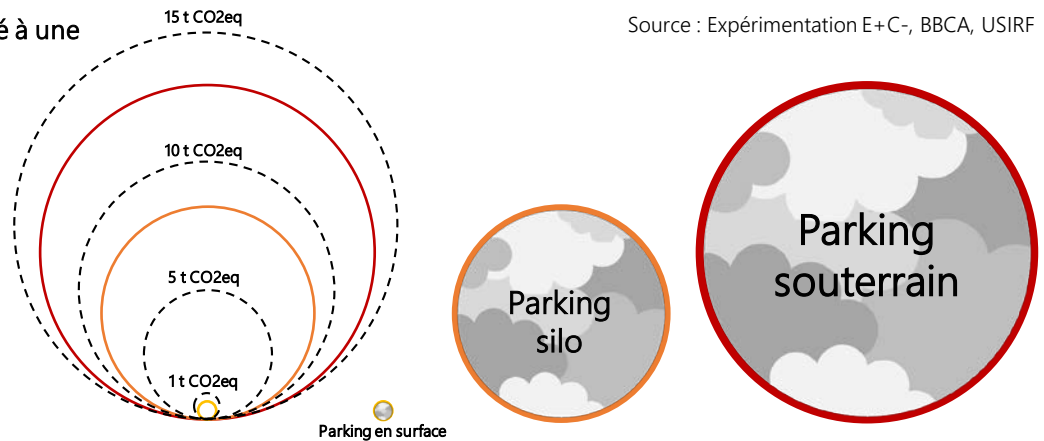 é à une
Source : Expérimentation E+C-, BBCA, USIRF
15 t CO2eq
10 t CO2eq
5 t CO2eq
1 t CO2eq
Parking en surface
Parking
silo
Parking
souterrain